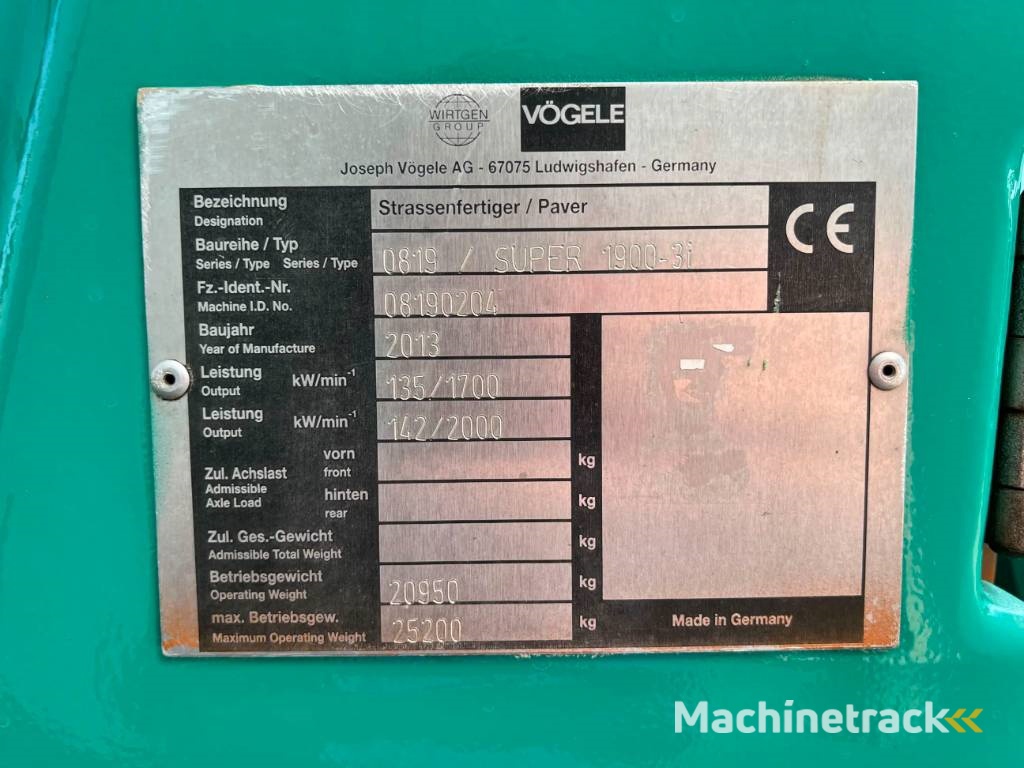 WIRTGEN
GROUP
VÖGELE
Joseph Vögele AG - 67075 Ludwigshafen - Germany
Bezeichnung
Designation
Strassenfertiger / Paver
CE
Baureihe / Typ
Series / Type Series / Type
0819 / SUPER 1900-3i
Fz.-Ident.-Nr.
Machine I.D. No.
08190204
Baujahr
Year of Manufacture
2013
Leistung
Output
kW/min⁻¹
135/1700
Leistung
Output
kW/min⁻¹
142/2000
Zul. Achslast
Admissible
Axle Load
vorn
front
kg
hinten
rear
kg
Zul. Ges.-Gewicht
Admissible Total Weight
kg
Betriebsgewicht
Operating Weight
20950
kg
max. Betriebsgew.
Maximum Operating Weight
25200
kg
Made in Germany
Machinetrack